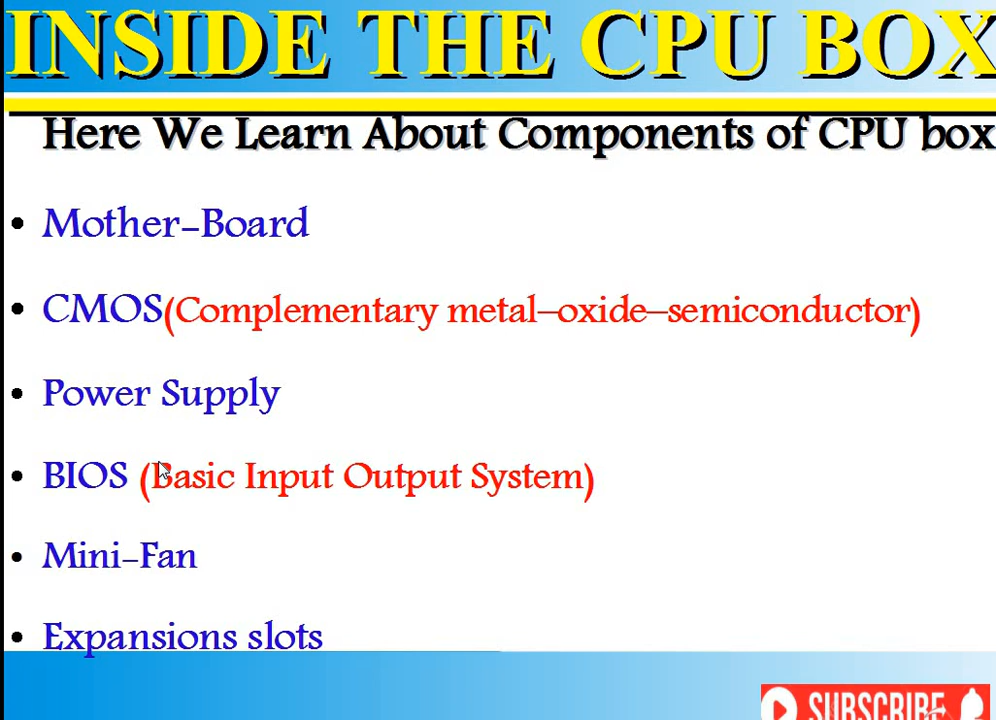 INSIDE THE CPU BOX
Here We Learn About Components of CPU box
• Mother-Board
• CMOS(Complementary metal–oxide–semiconductor)
• Power Supply
• BIOS (Basic Input Output System)
• Mini-Fan
• Expansions slots
SUBSCRIBE